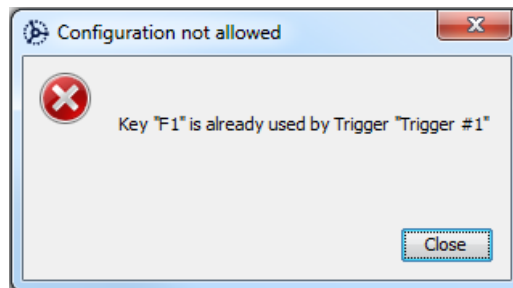 Configuration not allowed
Key "F1" is already used by Trigger "Trigger #1"
Close